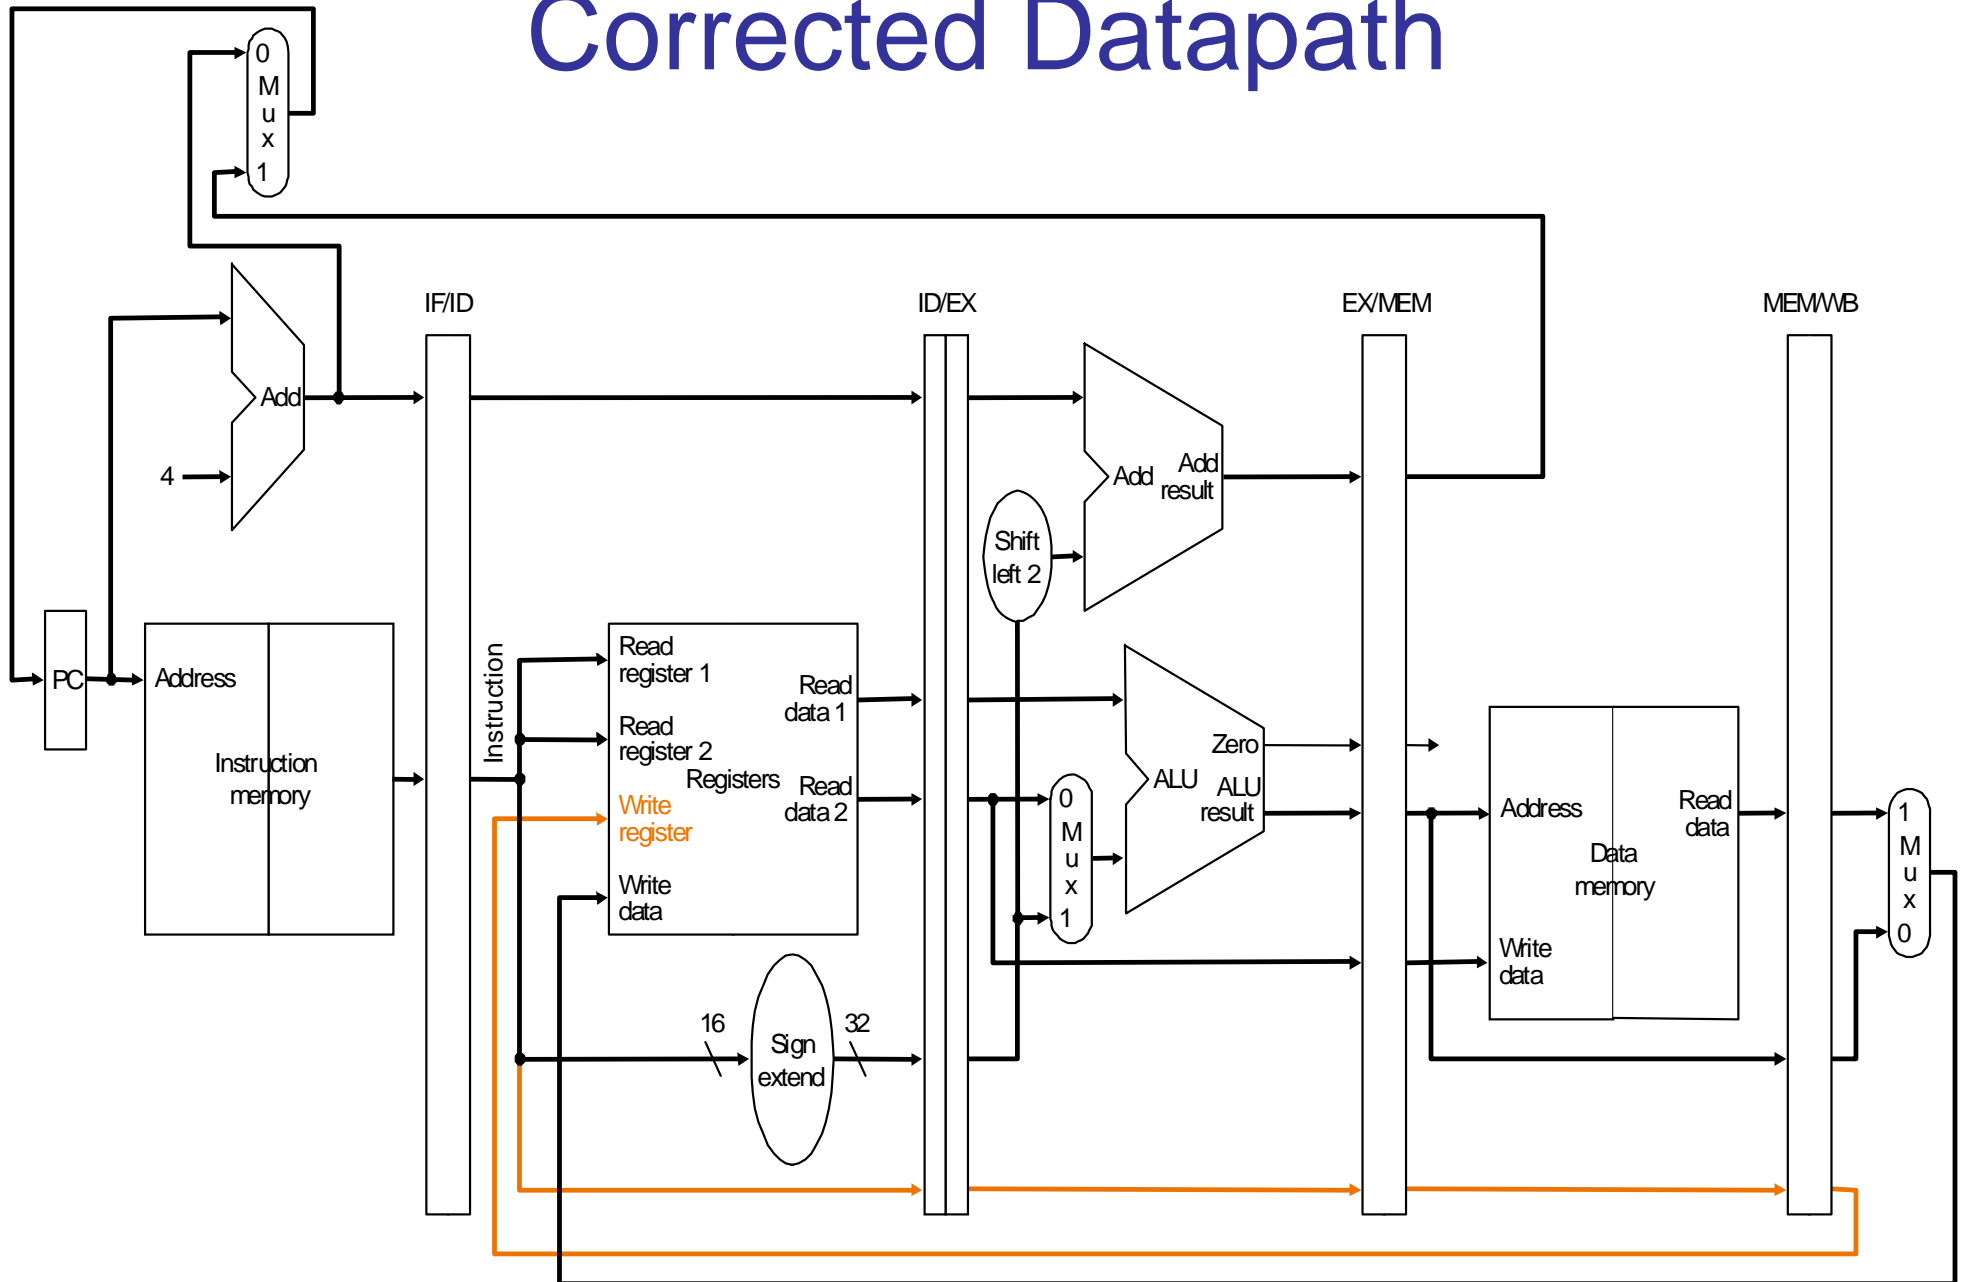 Corrected Datapath
0
M
u
x
1
IF/ID
ID/EX
EX/MEM
MEM/WB
Add
4
Add
Add
result
Shift
left 2
PC
Address
Instruction
memory
Instruction
Read
register 1
Read
register 2
Write
register
Write
data
Registers
Read
data 1
Read
data 2
0
M
u
x
1
Zero
ALU
ALU
result
Address
Read
data
Data
memory
Write
data
1
M
u
x
0
16
Sign
extend
32